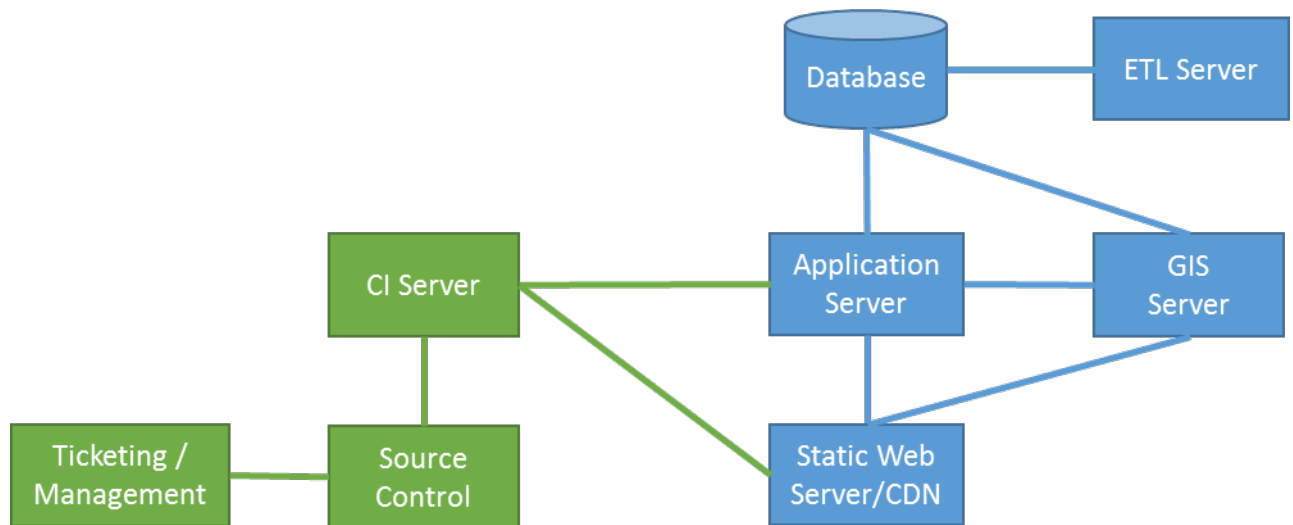 Database
ETL Server
CI Server
Application
Server
GIS
Server
Ticketing /
Management
Source
Control
Static Web
Server/CDN